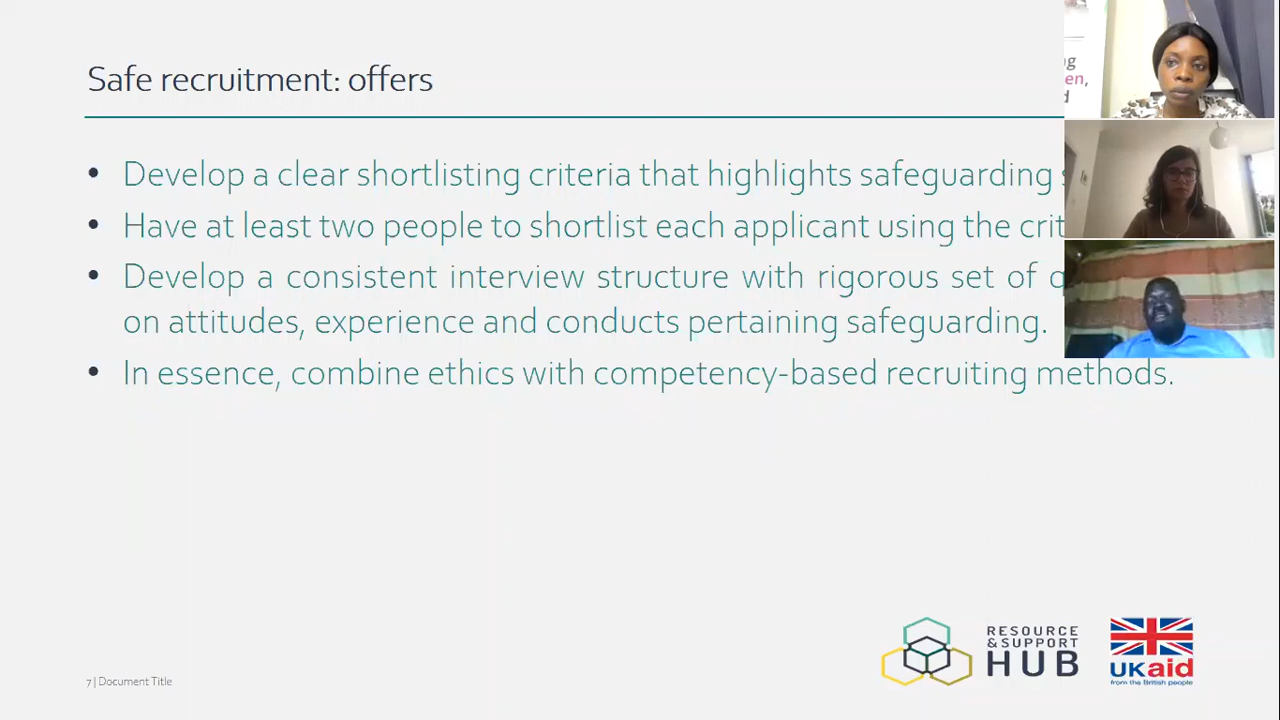 Safe recruitment: offers
Develop a clear shortlisting criteria that highlights safeguarding
Have at least two people to shortlist each applicant using the
Develop a consistent interview structure with rigorous set of
on attitudes, experience and conducts pertaining safeguarding.
In essence, combine ethics with competency-based recruiting methods.
RESOURCE
& SUPPORT
HUB
UKaid
from the British people
7 | Document Title